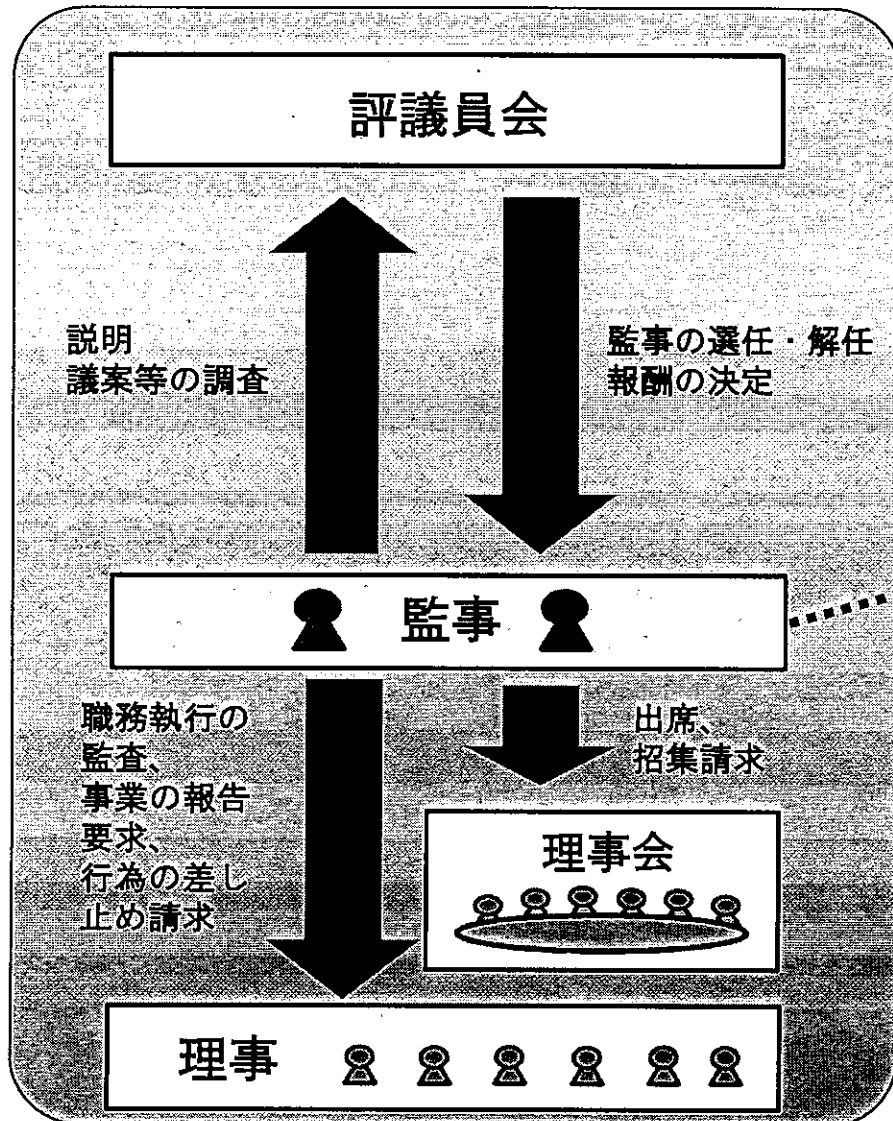 評議員会
説明
議案等の調査
監事の選任・解任
報酬の決定
監事
職務執行の
監査、
事業の報告
要求、
行為の差し
止め請求
出席、
招集請求
理事会
理事